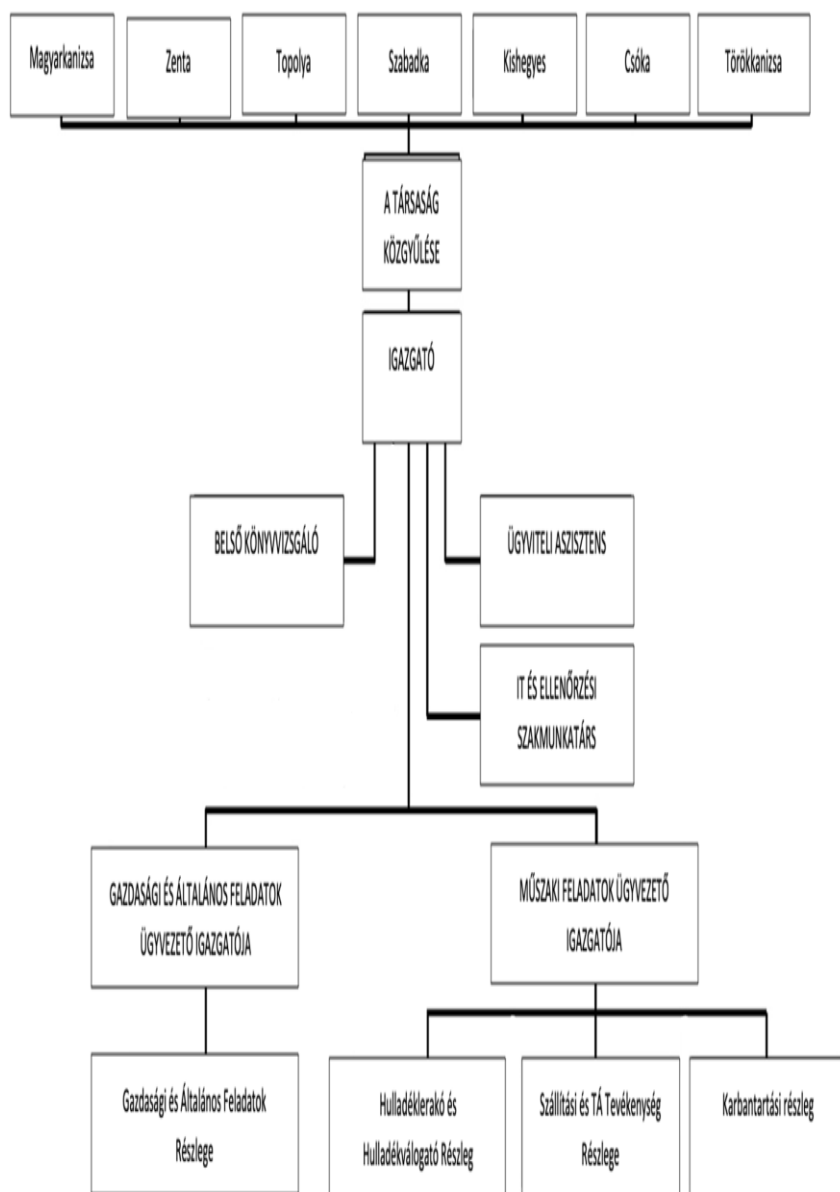 Magyarkanizsa
Zenta
Topolya
Szabadka
Kishegyes
Csóka
Törökkanizsa
A TÁRSASÁG
KÖZGYŰLÉSE
IGAZGATÓ
BELSŐ KÖNYVVIZSGÁLÓ
ÜGYVITELI ASZISZTENS
IT ÉS ELLENŐRZÉSI
SZAKMUNKATÁRS
GAZDASÁGI ÉS ÁLTALÁNOS FELADATOK
ÜGYVEZETŐ IGAZGATÓJA
MŰSZAKI FELADATOK ÜGYVEZETŐ
IGAZGATÓJA
Gazdasági és Általános Feladatok
Részlege
Hulladéklerakó és
Hulladékválogató Részleg
Szállítási és TÁ Tevékenység
Részlege
Karbantartási részleg